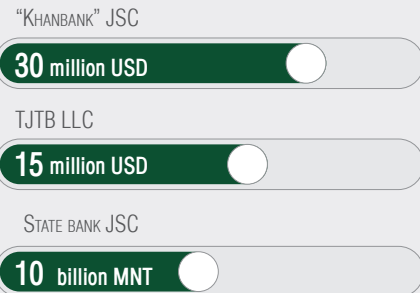 “Khanbank” JSC
30 million USD
TJTB LLC
15 million USD
State bank JSC
10 billion MNT